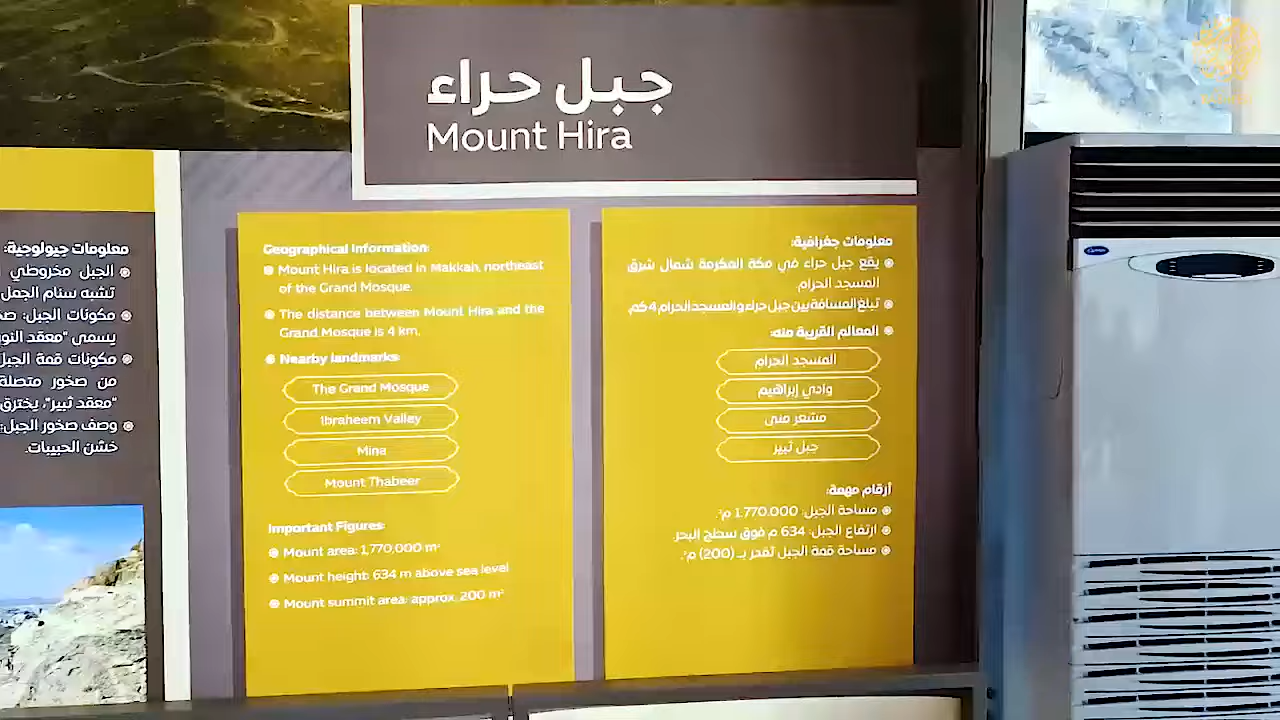 جبل حراء
Mount Hira
معلومات جيولوجية:
الجبل مخروطي
تشبه سنام الجمل
مكونات الجبل:
يسمى "معقد
مكونات قمة
من صخور متصلة
"معقد ثبير"،
وصف صخور الجبل:
خشن الحبيبات
Geographical Information:
Mount Hira is located in Makkah, northeast
of the Grand Mosque.
The distance between Mount Hira and the
Grand Mosque is 4 km.
Nearby landmarks:
The Grand Mosque
Ibraheem Valley
Mina
Mount Thabeer
Important Figures:
Mount area: 1,770,000 m²
Mount height: 634 m above sea level
Mount summit area: approx. 200 m²
معلومات جغرافية:
يقع جبل حراء في مكة المكرمة شمال شرق
المسجد الحرام.
تبلغ المسافة بين جبل حراء والمسجد الحرام 4 كم.
المعالم القريبة منه:
المسجد الحرام
وادي إبراهيم
مشعر منى
جبل ثبير
أرقام مهمة:
مساحة الجبل: 1.770.000 م².
ارتفاع الجبل: 634 م فوق سطح البحر.
مساحة قمة الجبل تقدر بـ (200) م².
Carrier